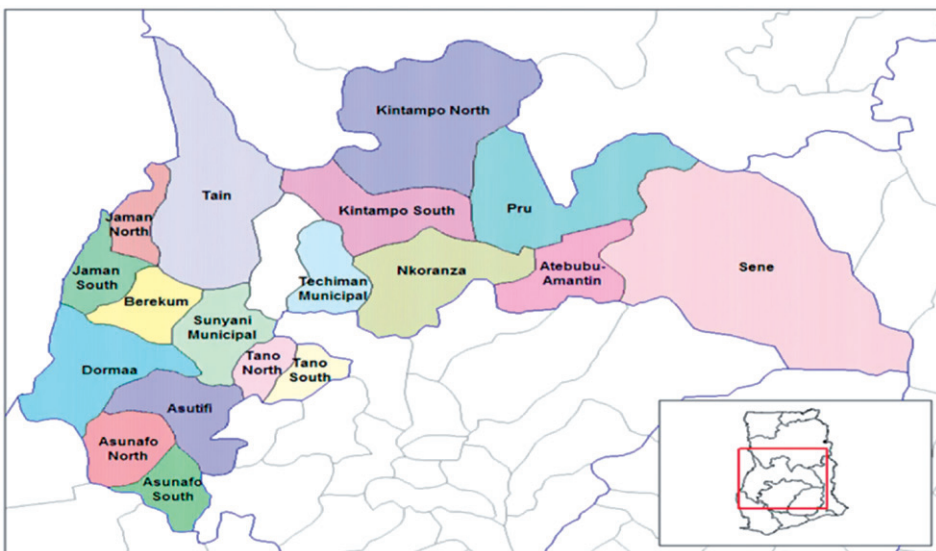 Kintampo North
Tain
Kintampo South
Pru
Jaman
North
Jaman
South
Techiman
Municipal
Nkoranza
Atebubu-
Amantin
Sene
Berekum
Sunyani
Municipal
Dormaa
Tano
North
Tano
South
Asutifi
Asunafo
North
Asunafo
South